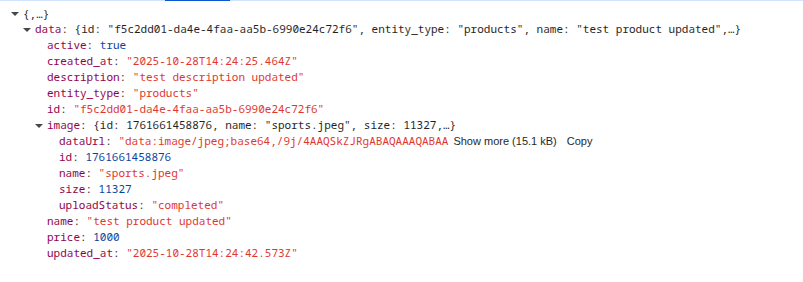 {,…}
data: {id: "f5c2dd01-da4e-4faa-aa5b-6990e24c72f6", entity_type: "products", name: "test product updated",…}
active: true
created_at: "2025-10-28T14:24:25.464Z"
description: "test description updated"
entity_type: "products"
id: "f5c2dd01-da4e-4faa-aa5b-6990e24c72f6"
image: {id: 1761661458876, name: "sports.jpeg", size: 11327,…}
dataUrl: "data:image/jpeg;base64,/9j/4AAQSkZJRgABAQAAAQABAA Show more (15.1 kB) Copy
id: 1761661458876
name: "sports.jpeg"
size: 11327
uploadStatus: "completed"
name: "test product updated"
price: 1000
updated_at: "2025-10-28T14:24:42.573Z"